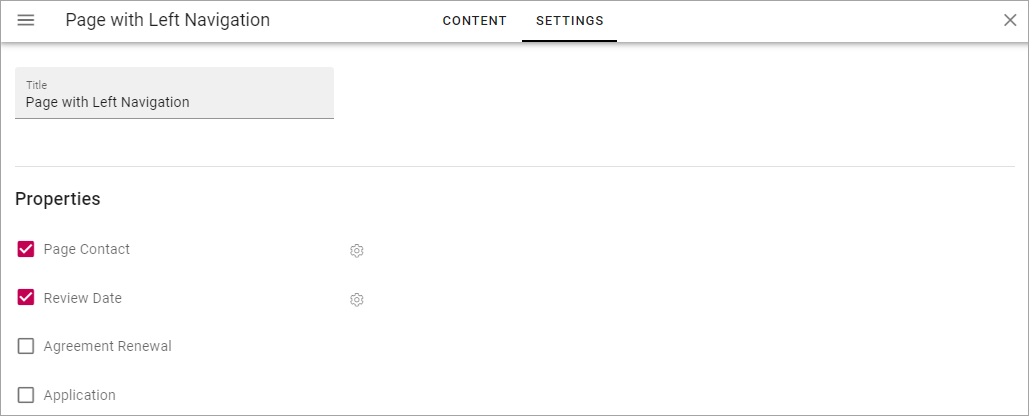 Page with Left Navigation
CONTENT
SETTINGS
Title
Page with Left Navigation
Properties
Page Contact
Review Date
Agreement Renewal
Application